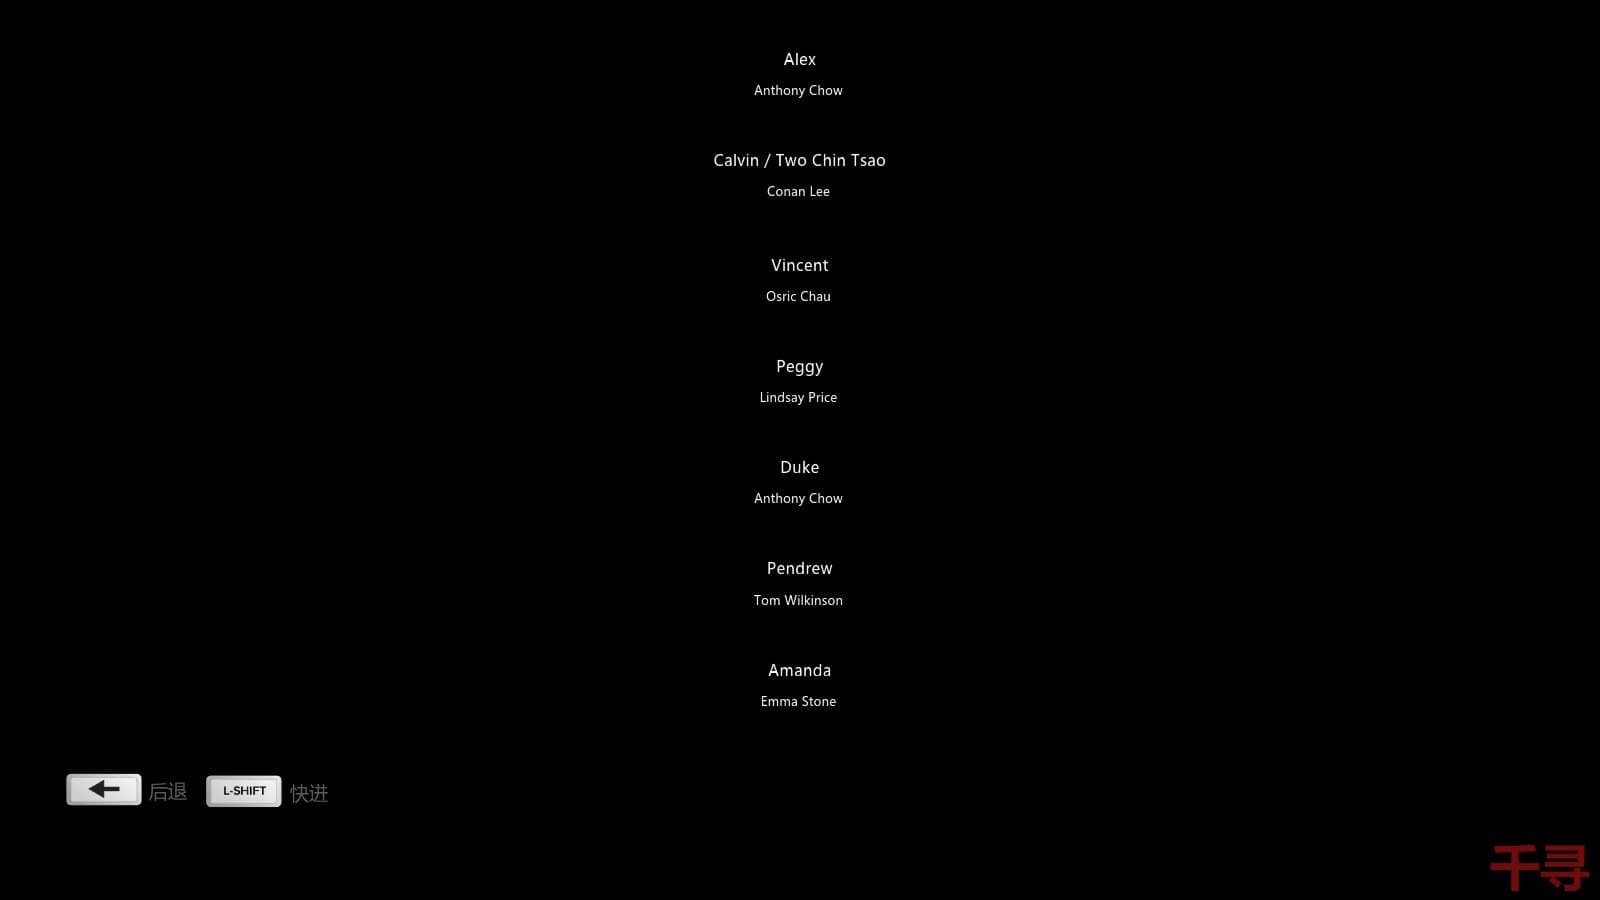 Alex
Anthony Chow
Calvin / Two Chin Tsao
Conan Lee
Vincent
Osric Chau
Peggy
Lindsay Price
Duke
Anthony Chow
Pendrew
Tom Wilkinson
Amanda
Emma Stone
后退 L-SHIFT 快进
千寻